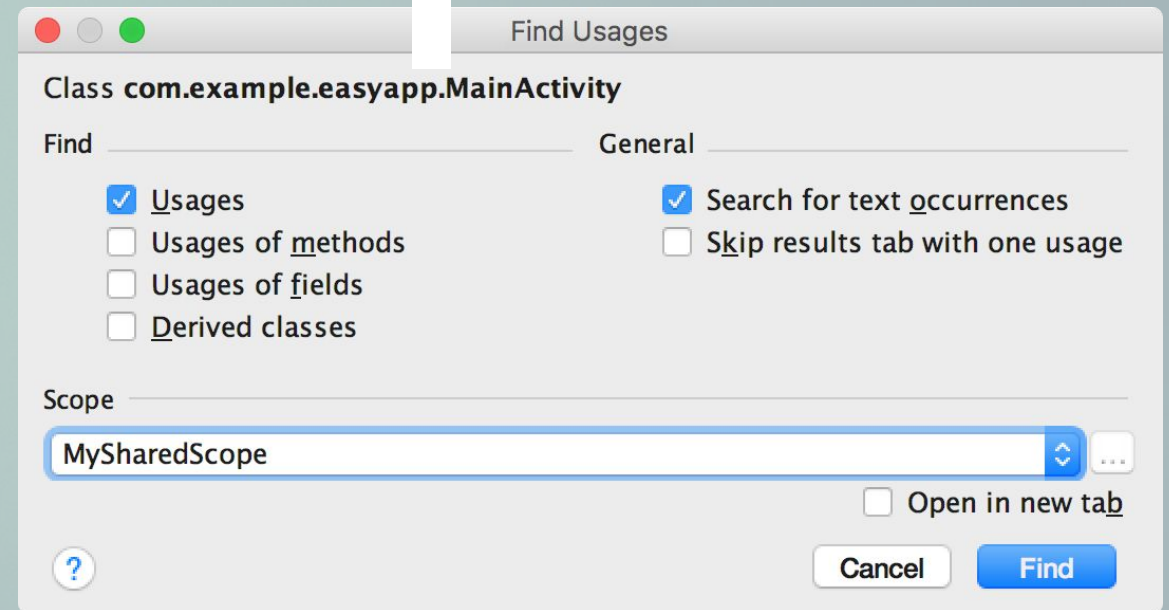 Find Usages
Class com.example.easyapp.MainActivity
Find
General
Usages
Search for text occurrences
Usages of methods
Skip results tab with one usage
Usages of fields
Derived classes
Scope
MySharedScope
...
Open in new tab
?
Cancel
Find